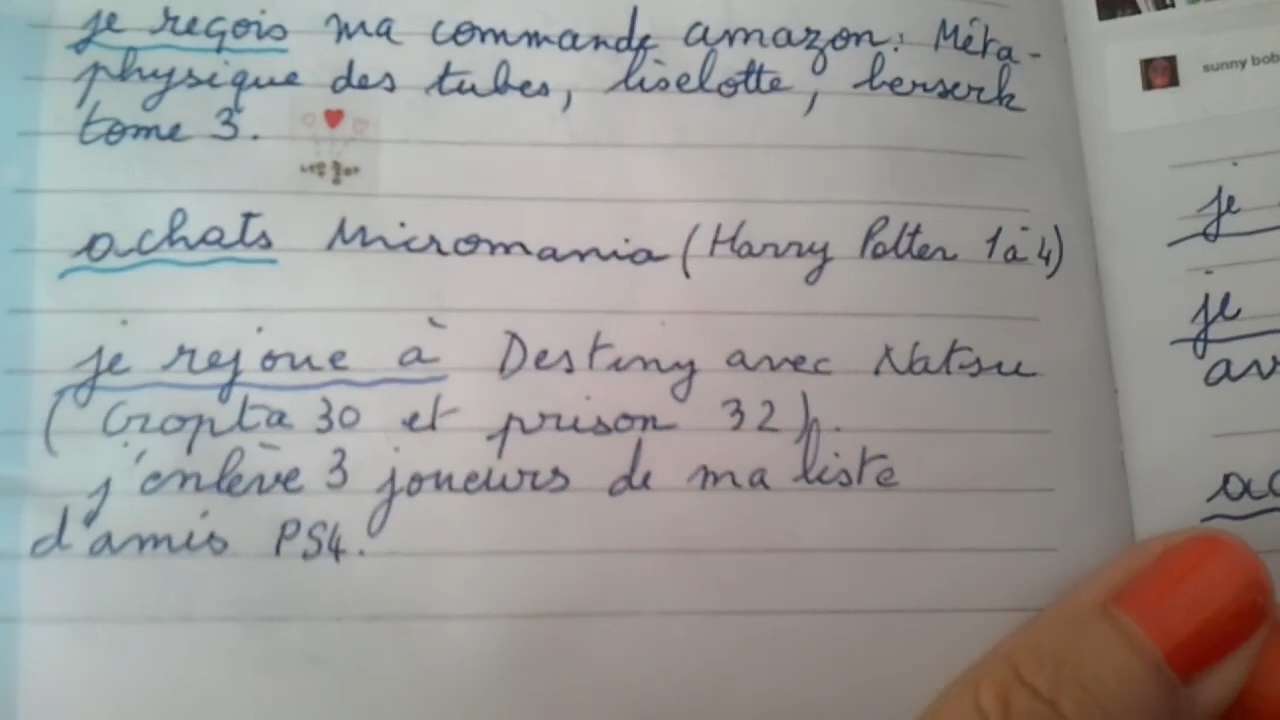 je reçois ma commande amazon: Méta-
physique des tubes, liselotte, berserk
tome 3.
achats Micromania (Harry Potter 1 à 4)
je rejoue à Destiny avec Natsu
(Cropta 30 et prison 32).
j'enlève 3 joueurs de ma liste
d'amis PS4.
sunny bob
je
je
av
ac